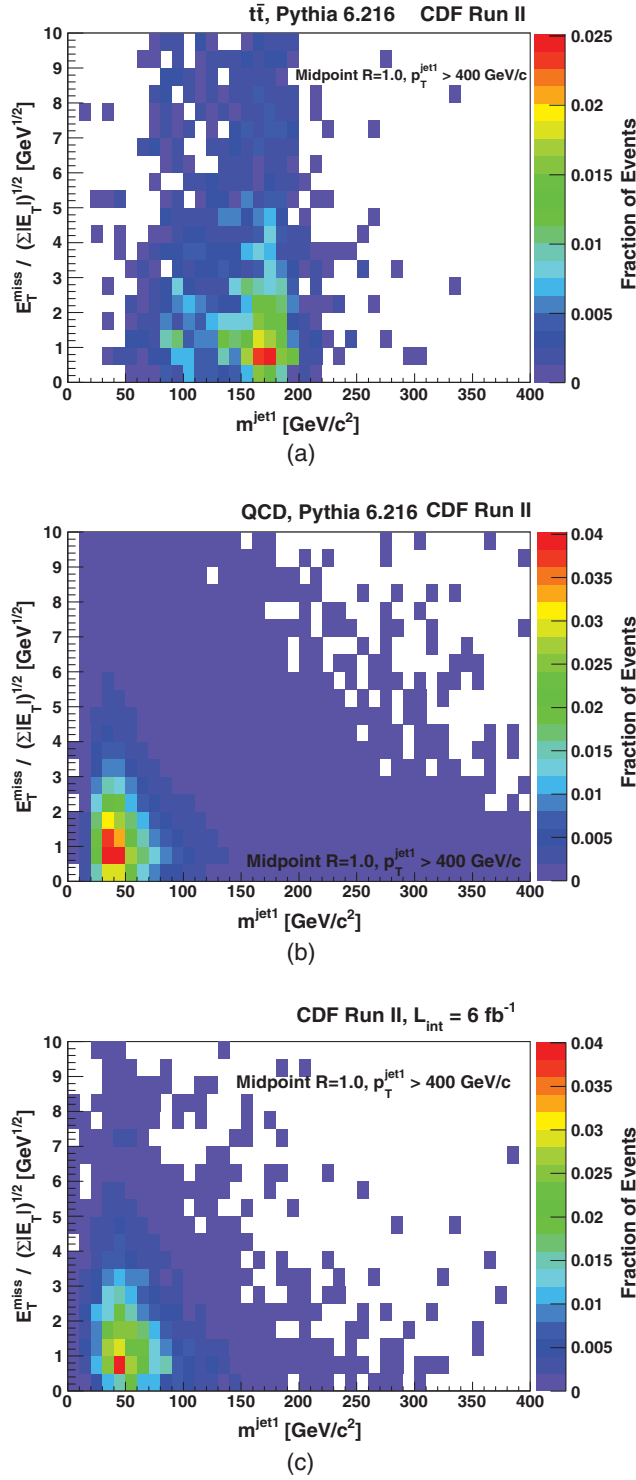 tt̄, Pythia 6.216 CDF Run II
Midpoint R=1.0, p_T^jet1 > 400 GeV/c
E_T^miss / (Σ|E_T|)^1/2 [GeV^1/2]
10
9
8
7
6
5
4
3
2
1
0
0 50 100 150 200 250 300 350 400
m^jet1 [GeV/c^2]
0.025
0.02
0.015
0.01
0.005
0
Fraction of Events
(a)
QCD, Pythia 6.216 CDF Run II
E_T^miss / (Σ|E_T|)^1/2 [GeV^1/2]
10
9
8
7
6
5
4
3
2
1
0
Midpoint R=1.0, p_T^jet1 > 400 GeV/c
0 50 100 150 200 250 300 350 400
m^jet1 [GeV/c^2]
0.04
0.035
0.03
0.025
0.02
0.015
0.01
0.005
0
Fraction of Events
(b)
CDF Run II, L_int = 6 fb^-1
Midpoint R=1.0, p_T^jet1 > 400 GeV/c
E_T^miss / (Σ|E_T|)^1/2 [GeV^1/2]
10
9
8
7
6
5
4
3
2
1
0
0 50 100 150 200 250 300 350 400
m^jet1 [GeV/c^2]
0.04
0.035
0.03
0.025
0.02
0.015
0.01
0.005
0
Fraction of Events
(c)